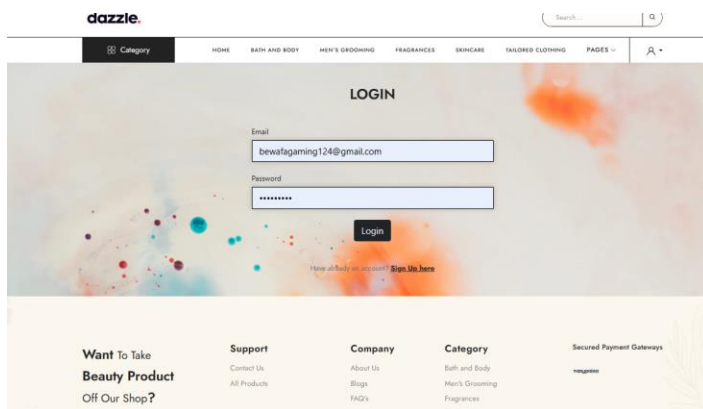 dazzle.
Search...
Category
HOME BATH AND BODY MEN'S GROOMING FRAGRANCES SKINCARE TAILORED CLOTHING PAGES
LOGIN
Email
bewafagaming124@gmail.com
Password
•••••••••
Login
Have already an account? Sign Up here
Want To Take
Beauty Product
Off Our Shop?
Support
Contact Us
All Products
Company
About Us
Blogs
FAQ's
Category
Bath and Body
Men's Grooming
Fragrances
Secured Payment Gateways